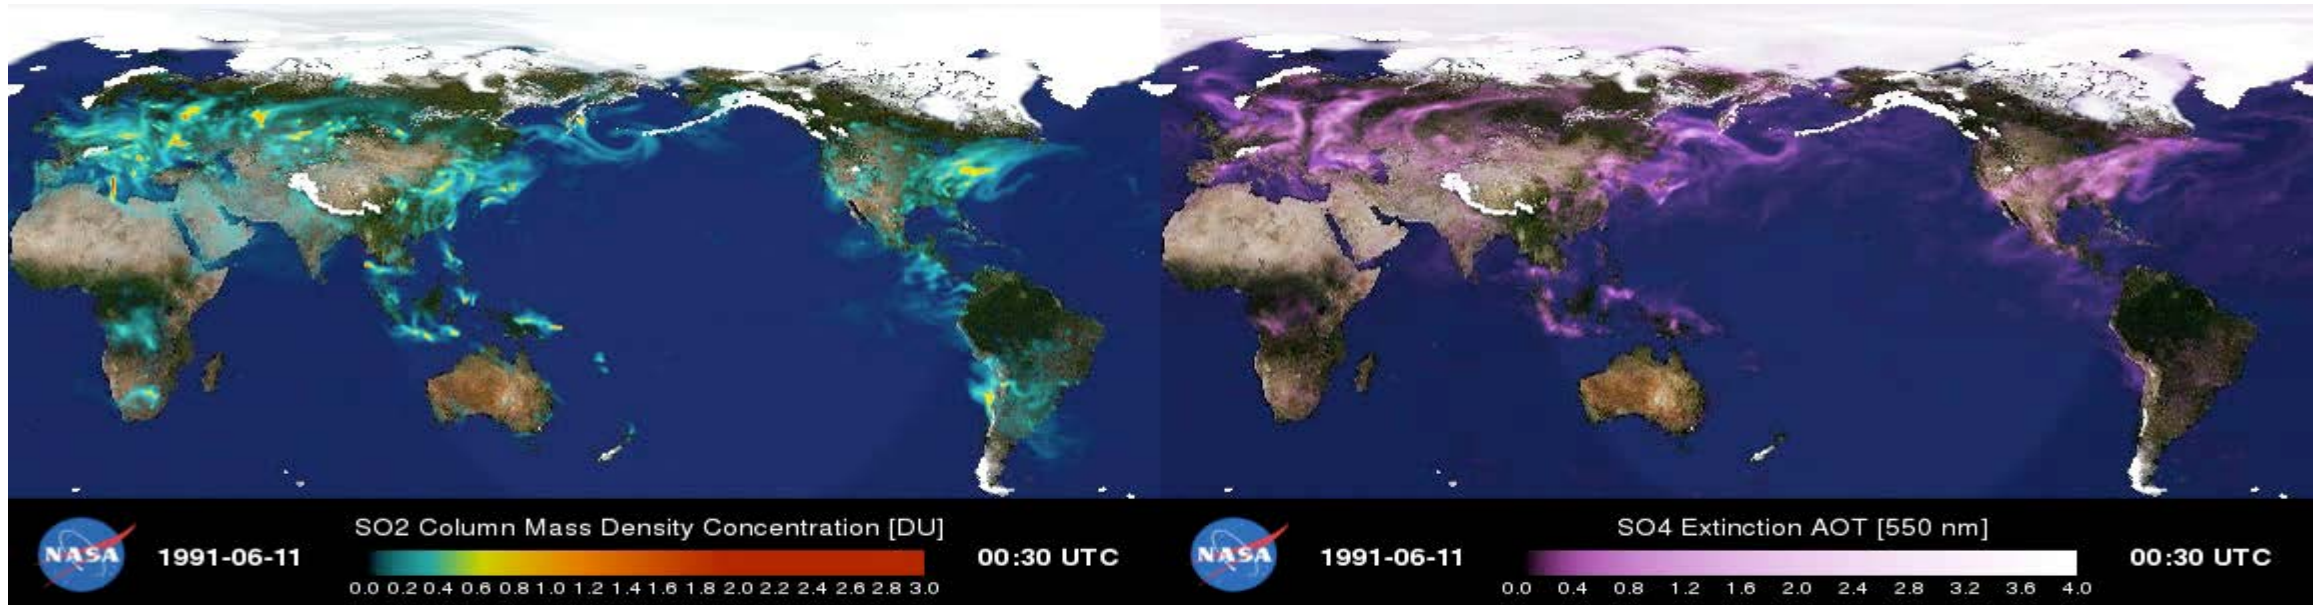 SO2 Column Mass Density Concentration [DU]
NASA 1991-06-11 00:30 UTC
0.0 0.2 0.4 0.6 0.8 1.0 1.2 1.4 1.6 1.8 2.0 2.2 2.4 2.6 2.8 3.0
SO4 Extinction AOT [550 nm]
NASA 1991-06-11 00:30 UTC
0.0 0.4 0.8 1.2 1.6 2.0 2.4 2.8 3.2 3.6 4.0